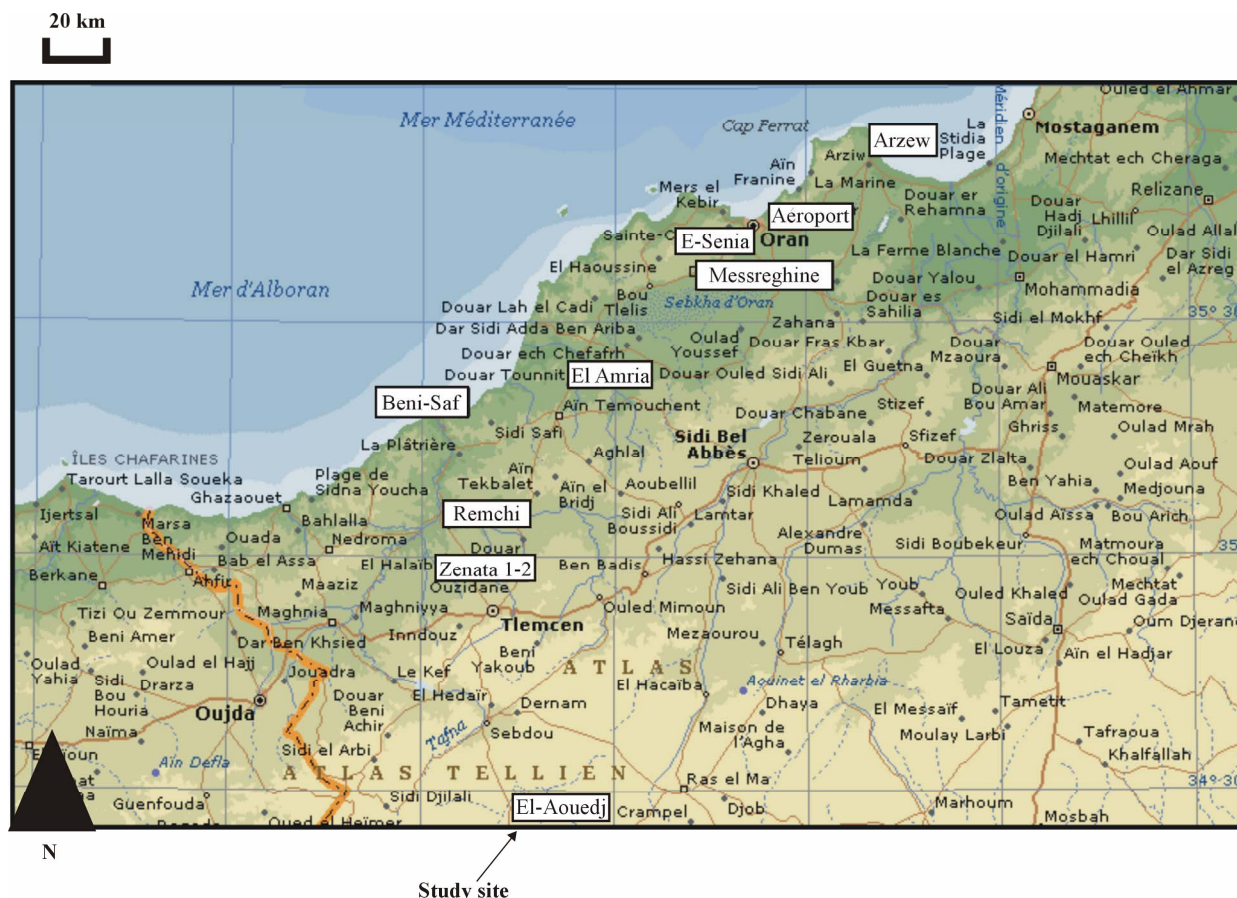 20 km
Ouled el Ahmar
Mer Méditerranée
Cap Ferrat
La
Stidia
Plage
Méridien d'origine
Mostaganem
Arzew
Arziw
Mechtat ech Cheraga
Aïn
Franine
La Marine
Relizane
Mers el
Kebir
Douar er
Rehamna
Douar
Hadj
Djilali
Lhillil
Aéroport
Oulad Allal
Sainte-C
E-Senia
Oran
La Ferme Blanche
Douar el Hamri
Dar Sidi
el Azreg
El Haoussine
Messreghine
Douar Yalou
Mohammadia
Mer d'Alboran
Bou
Tlelis
Sebkha d'Oran
Douar es
Sahilia
Douar Lah el Cadi
Dar Sidi Adda Ben Ariba
Zahana
Sidi el Mokhf
35° 30
Oulad
Youssef
Douar Fras Kbar
Douar
Mzaoura
Douar Ouled
ech Cheïkh
Douar ech Chefafrh
Douar Tounnit
El Amria
Douar Ouled Sidi Ali
El Guetna
Mouaskar
Beni-Saf
Aïn Temouchent
Douar Chabane
Stizef
Douar Ali
Bou Amar
Matemore
Sidi Safi
Sidi Bel
Abbès
Zerouala
Sfizef
Ghriss
Oulad Mrah
La Plâtrière
Aghlal
Telioum
Douar Zlalta
ÎLES CHAFARINES
Tarourt Lalla Soueka
Ghazaouet
Plage de
Sidna Youcha
Aïn
Tekbalet
Aïn el
Bridj
Aoubellil
Sidi Khaled
Lamamda
Ben Yahia
Oulad Aouf
Medjouna
Ijertsal
Marsa
Ben
Mehidi
Bahlalla
Remchi
Sidi Ali
Boussidi
Lamtar
Alexandre
Dumas
Oulad Aïssa
Bou Arich
Aït Kiatene
Ouada
Nedroma
Douar
Hassi Zehana
Sidi Boubekeur
35
Matmoura
ech Choual
Bab el Assa
El Halaïb
Zenata 1-2
Ben Badis
Berkane
Ahfir
Maaziz
Ouzidane
Sidi Ali Ben Youb
Youb
Ouled Khaled
Mechtat
Oulad Gada
Tizi Ou Zemmour
Maghnia
Maghniyya
Ouled Mimoun
Messafta
Saïda
Oum Djerane
Beni Amer
Dar Ben Khsied
Inndouz
Tlemcen
Mezaourou
Télagh
El Louza
Oulad
Yahia
Oulad el Hajj
Beni
Yakoub
ATLAS
Aïn el Hadjar
Sidi
Bou
Houria
Drarza
Jouadra
Le Kef
El Hacaïba
Aouinet el Rharbia
Oujda
Douar
Beni
Achir
El Hedaïr
Dernam
Dhaya
El Messaïf
Tametit
Naïma
Tafna
Sebdou
Maison de
l'Agha
Moulay Larbi
Tafraoua
Sidi el Arbi
Khalfallah
Aïn Defla
ATLAS TELLIEN
Ras el Ma
34° 30
Guenfouda
Sidi Djilali
El-Aouedj
Crampel
Djob
Marhoum
Oued el Heïmer
Mosbah
N
Study site